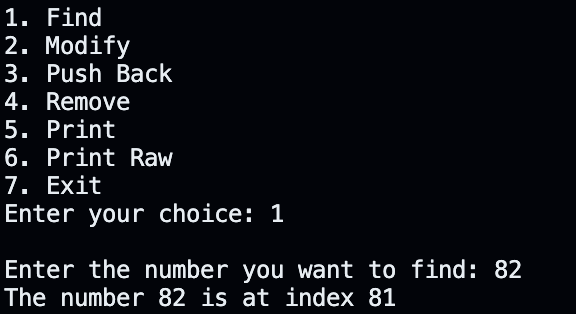 1. Find
2. Modify
3. Push Back
4. Remove
5. Print
6. Print Raw
7. Exit
Enter your choice: 1
Enter the number you want to find: 82
The number 82 is at index 81